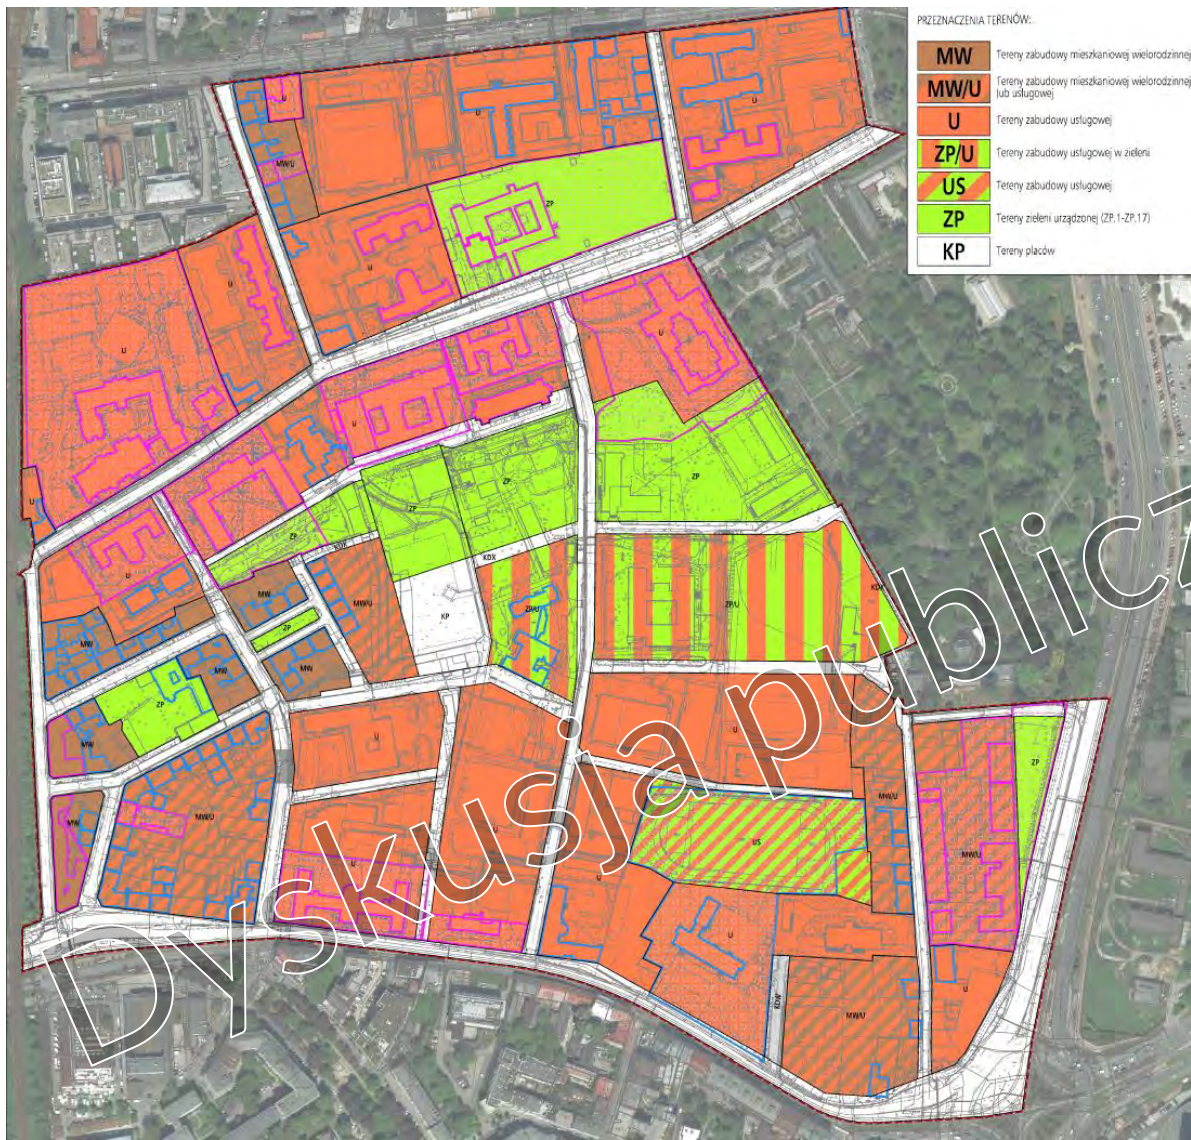 PRZEZNACZENIA TERENÓW:
MW Tereny zabudowy mieszkaniowej wielorodzinnej
MW/U Tereny zabudowy mieszkaniowej wielorodzinnej
lub usługowej
U Tereny zabudowy usługowej
ZP/U Tereny zabudowy usługowej w zieleni
US Tereny zabudowy usługowej
ZP Tereny zieleni urządzonej (ZP.1-ZP.17)
KP Tereny placów
U
U
U
MW/U
ZP
U
U
U
U
U
ZP
ZP
ZP
U
ZP
KDX
KDX
U
MW
MW/U
ZP/U
ZP/U
KDX
ZP
KP
MW
MW
MW
ZP
U
U
MW
ZP
MW/U
MW
MW/U
U
U
US
MW/U
U
U
KDW
MW/U
U
Dyskusja publicz